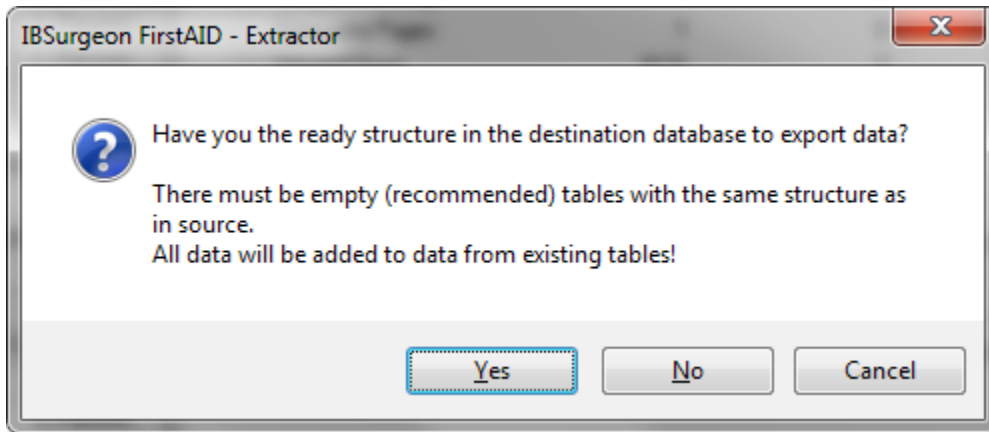 IBSurgeon FirstAID - Extractor
Have you the ready structure in the destination database to export data?
There must be empty (recommended) tables with the same structure as
in source.
All data will be added to data from existing tables!
Yes
No
Cancel